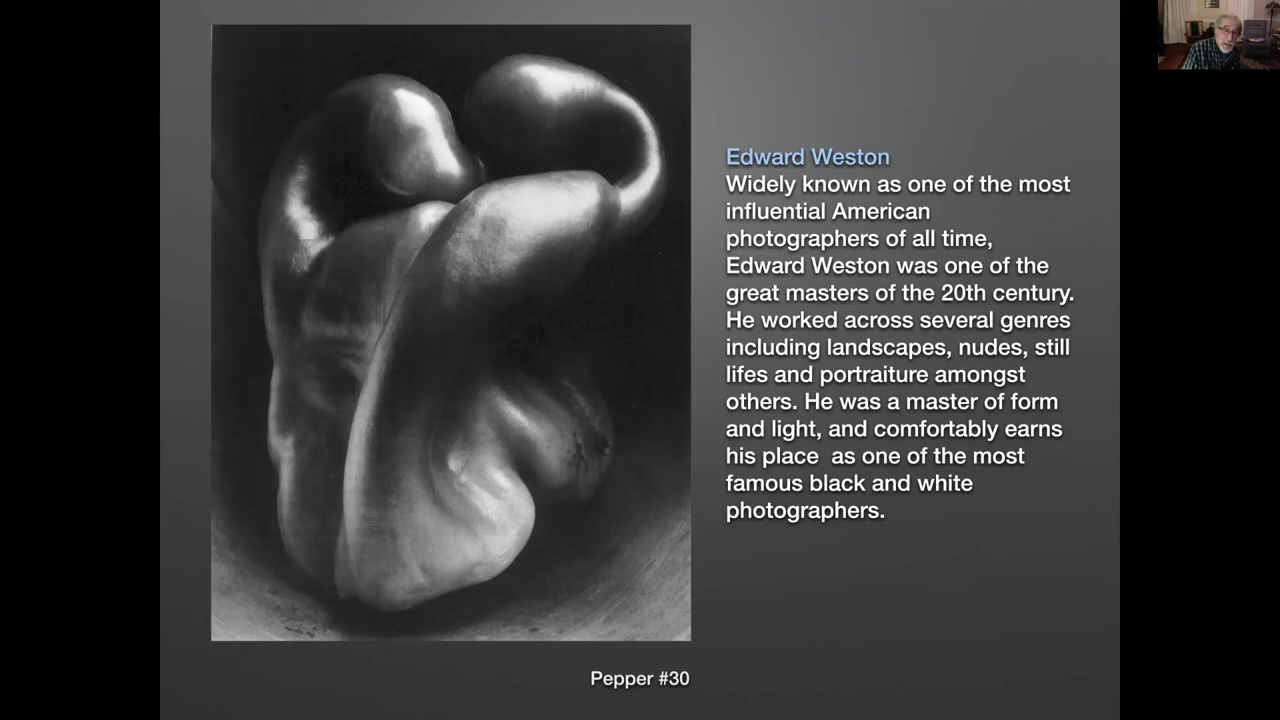 Edward Weston
Widely known as one of the most
influential American
photographers of all time,
Edward Weston was one of the
great masters of the 20th century.
He worked across several genres
including landscapes, nudes, still
lifes and portraiture amongst
others. He was a master of form
and light, and comfortably earns
his place  as one of the most
famous black and white
photographers.
Pepper #30